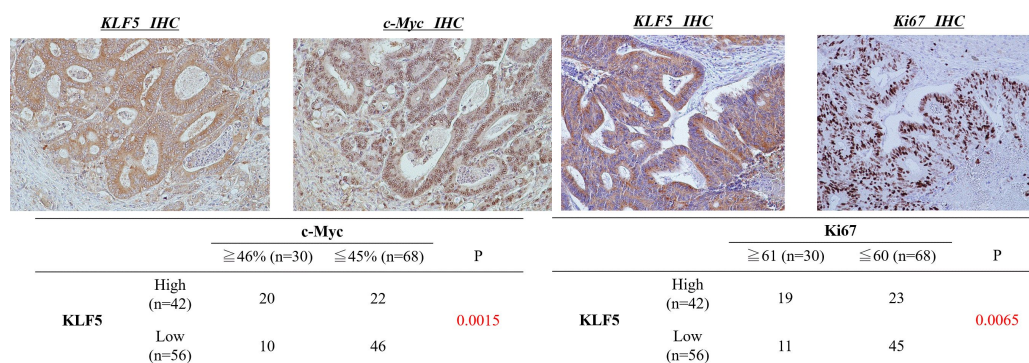 KLF5 IHC
c-Myc IHC
KLF5 IHC
Ki67 IHC
c-Myc
≧46% (n=30) ≦45% (n=68) P
KLF5
High
(n=42)
20 22
0.0015
Low
(n=56)
10 46
Ki67
≧61 (n=30) ≦60 (n=68) P
KLF5
High
(n=42)
19 23
0.0065
Low
(n=56)
11 45